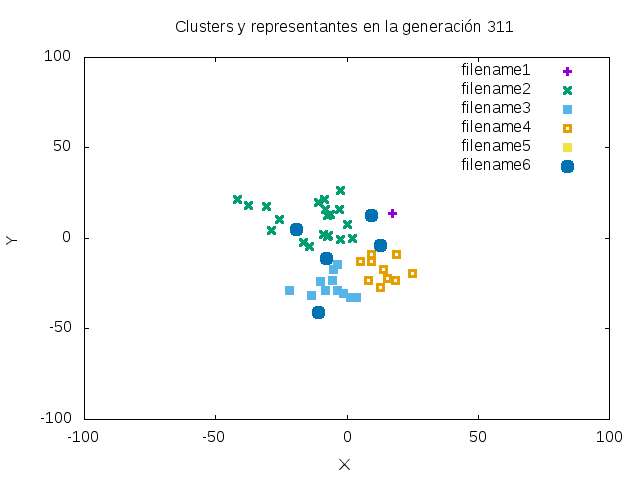 Clusters y representantes en la generación 311
100
50
0
-50
-100
-100
-50
0
50
100
X
Y
filename1
filename2
filename3
filename4
filename5
filename6